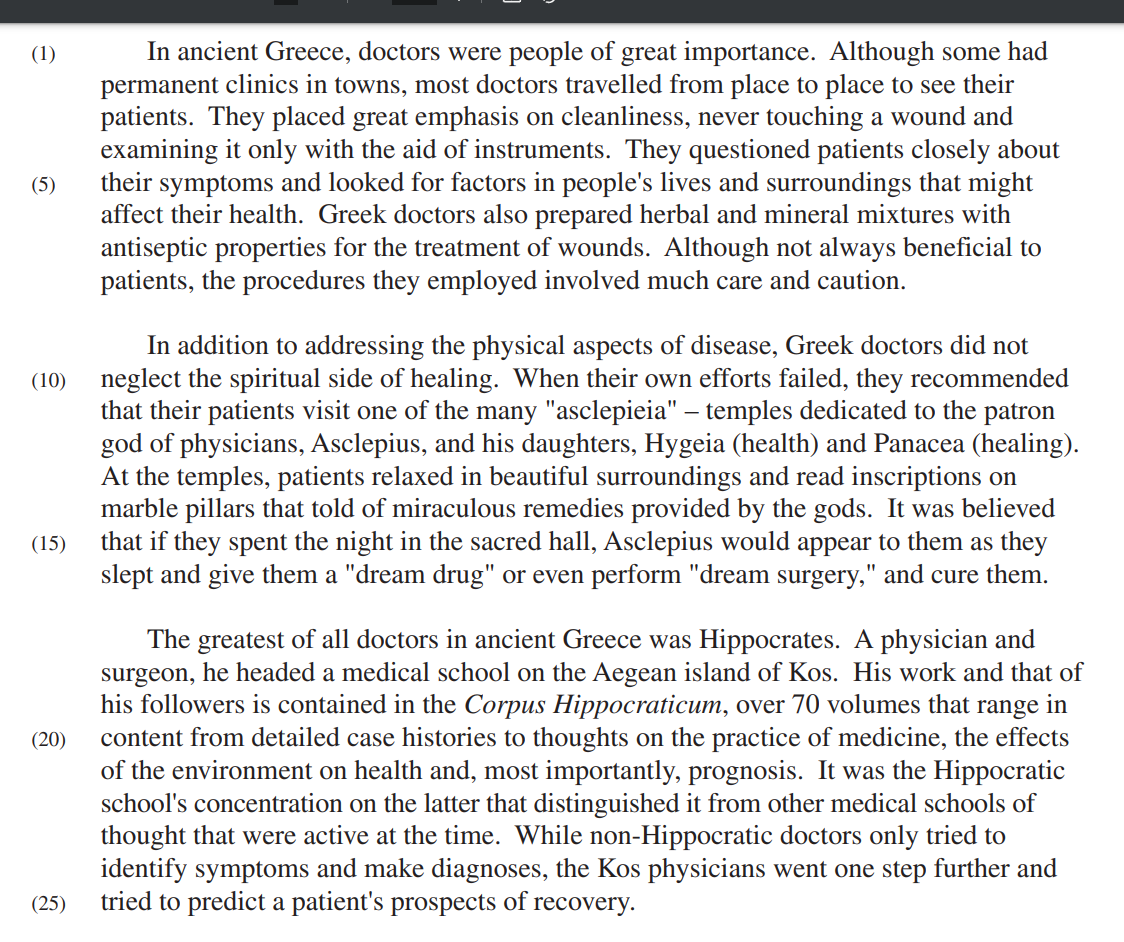 (1) In ancient Greece, doctors were people of great importance. Although some had
permanent clinics in towns, most doctors travelled from place to place to see their
patients. They placed great emphasis on cleanliness, never touching a wound and
examining it only with the aid of instruments. They questioned patients closely about
(5) their symptoms and looked for factors in people's lives and surroundings that might
affect their health. Greek doctors also prepared herbal and mineral mixtures with
antiseptic properties for the treatment of wounds. Although not always beneficial to
patients, the procedures they employed involved much care and caution.
In addition to addressing the physical aspects of disease, Greek doctors did not
(10) neglect the spiritual side of healing. When their own efforts failed, they recommended
that their patients visit one of the many "asclepieia" – temples dedicated to the patron
god of physicians, Asclepius, and his daughters, Hygeia (health) and Panacea (healing).
At the temples, patients relaxed in beautiful surroundings and read inscriptions on
marble pillars that told of miraculous remedies provided by the gods. It was believed
(15) that if they spent the night in the sacred hall, Asclepius would appear to them as they
slept and give them a "dream drug" or even perform "dream surgery," and cure them.
The greatest of all doctors in ancient Greece was Hippocrates. A physician and
surgeon, he headed a medical school on the Aegean island of Kos. His work and that of
his followers is contained in the Corpus Hippocraticum, over 70 volumes that range in
(20) content from detailed case histories to thoughts on the practice of medicine, the effects
of the environment on health and, most importantly, prognosis. It was the Hippocratic
school's concentration on the latter that distinguished it from other medical schools of
thought that were active at the time. While non-Hippocratic doctors only tried to
identify symptoms and make diagnoses, the Kos physicians went one step further and
(25) tried to predict a patient's prospects of recovery.